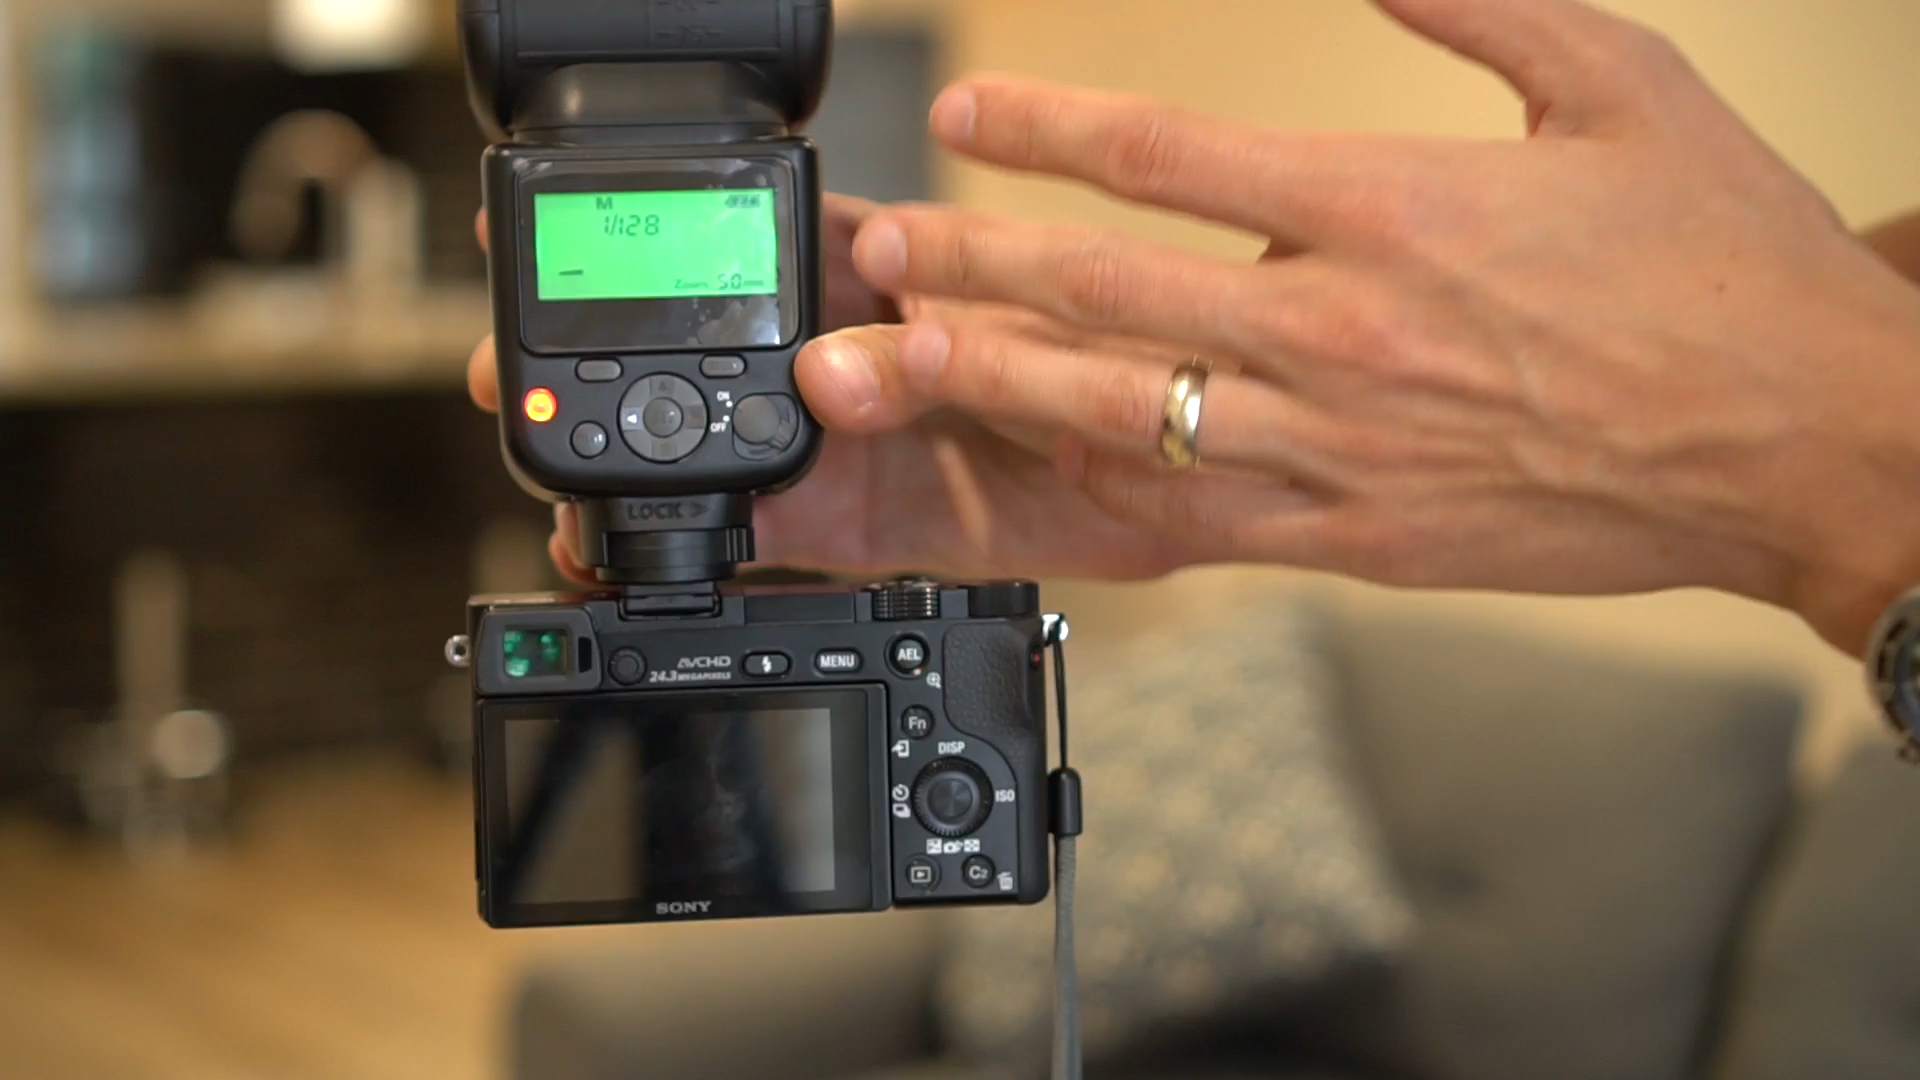 M
1/128
Zoom 50mm
ON
OFF
LOCK >
AVCHD
24.3 MEGAPIXELS
MENU
AEL
Fn
DISP
ISO
C2
SONY